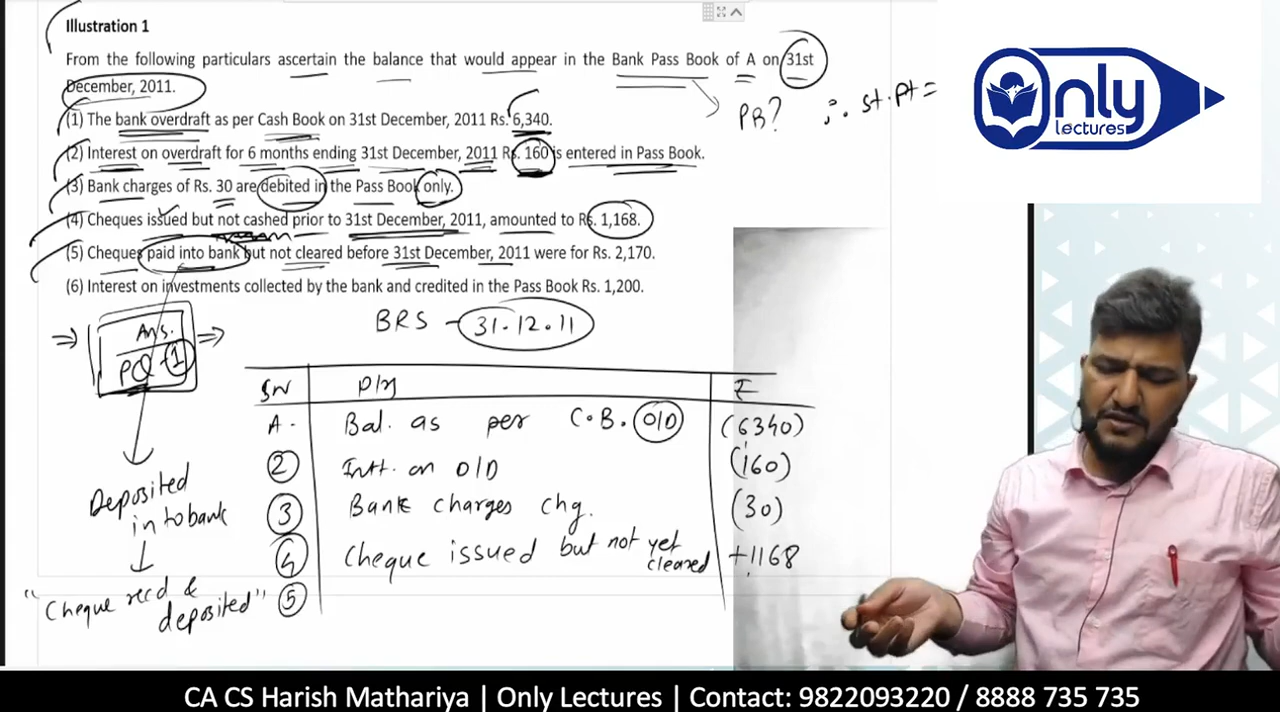 Illustration 1
From the following particulars ascertain the balance that would appear in the Bank Pass Book of A on 31st
December, 2011.
(1) The bank overdraft as per Cash Book on 31st December, 2011 Rs. 6,340.
(2) Interest on overdraft for 6 months ending 31st December, 2011 Rs. 160 is entered in Pass Book.
(3) Bank charges of Rs. 30 are debited in the Pass Book only.
(4) Cheques issued but not cashed prior to 31st December, 2011, amounted to Rs. 1,168.
(5) Cheques paid into bank but not cleared before 31st December, 2011 were for Rs. 2,170.
(6) Interest on investments collected by the bank and credited in the Pass Book Rs. 1,200.
PB? ∴ st. pt =
Only
lectures
⇒ Ans. ⇒
PQ-1
BRS - 31.12.11
SN P/r ₹
A. Bal. as per C.B. O/D (6340)
2 Intt. on O/D (160)
3 Bank charges chg. (30)
4 Cheque issued but not yet cleared +1168
5
Deposited
into bank
"Cheque recd &
deposited"
CA CS Harish Mathariya | Only Lectures | Contact: 9822093220 / 8888 735 735